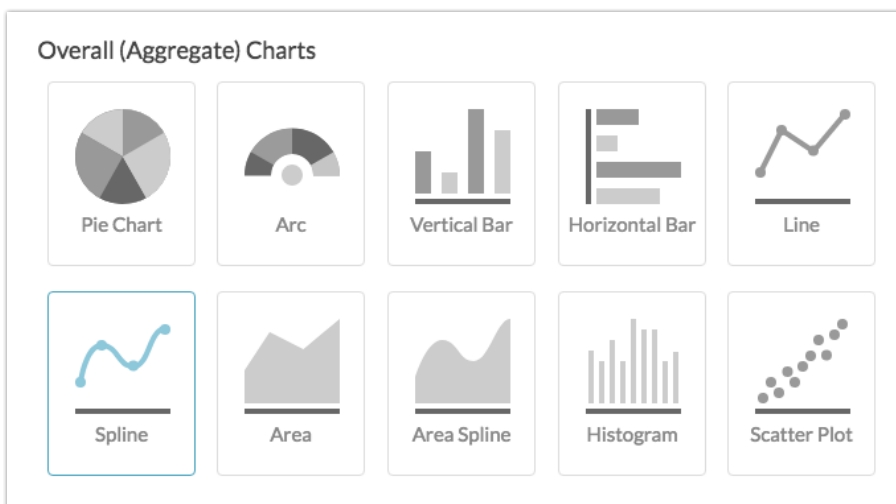 Overall (Aggregate) Charts
Pie Chart
Arc
Vertical Bar
Horizontal Bar
Line
Spline
Area
Area Spline
Histogram
Scatter Plot